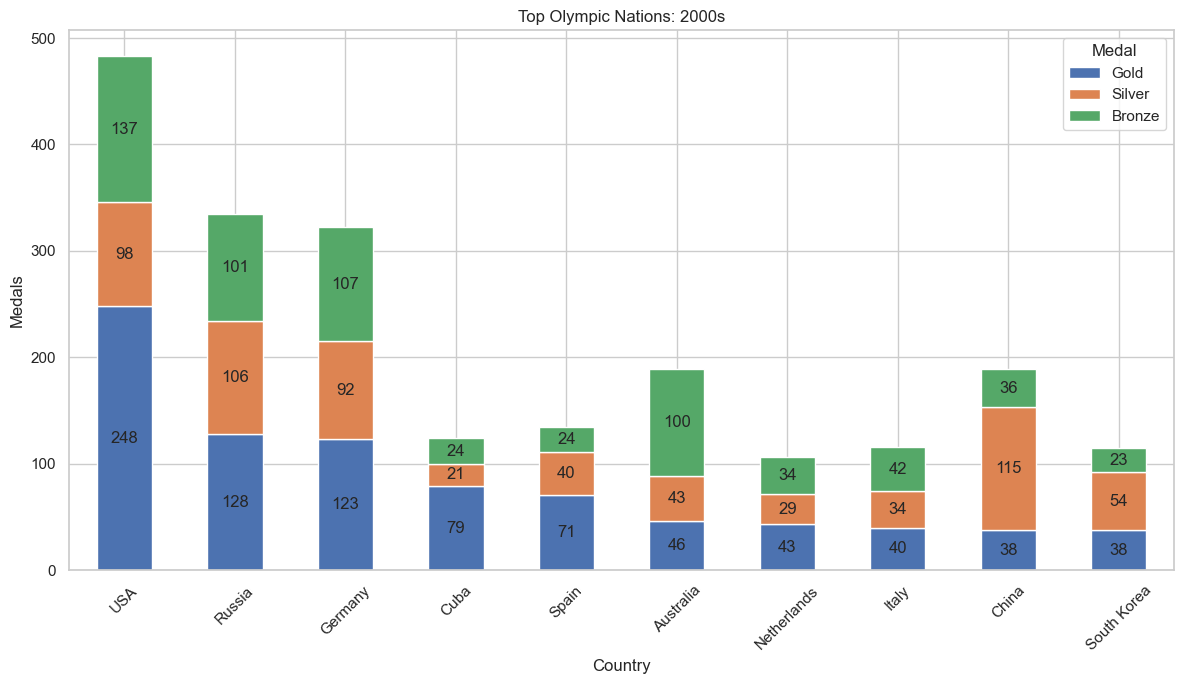 Top Olympic Nations: 2000s
Medal
Gold
Silver
Bronze
Medals
500
400
300
200
100
0
137
98
248
101
106
128
107
92
123
24
21
79
24
40
71
100
43
46
34
29
43
42
34
40
36
115
38
23
54
38
USA
Russia
Germany
Cuba
Spain
Australia
Netherlands
Italy
China
South Korea
Country